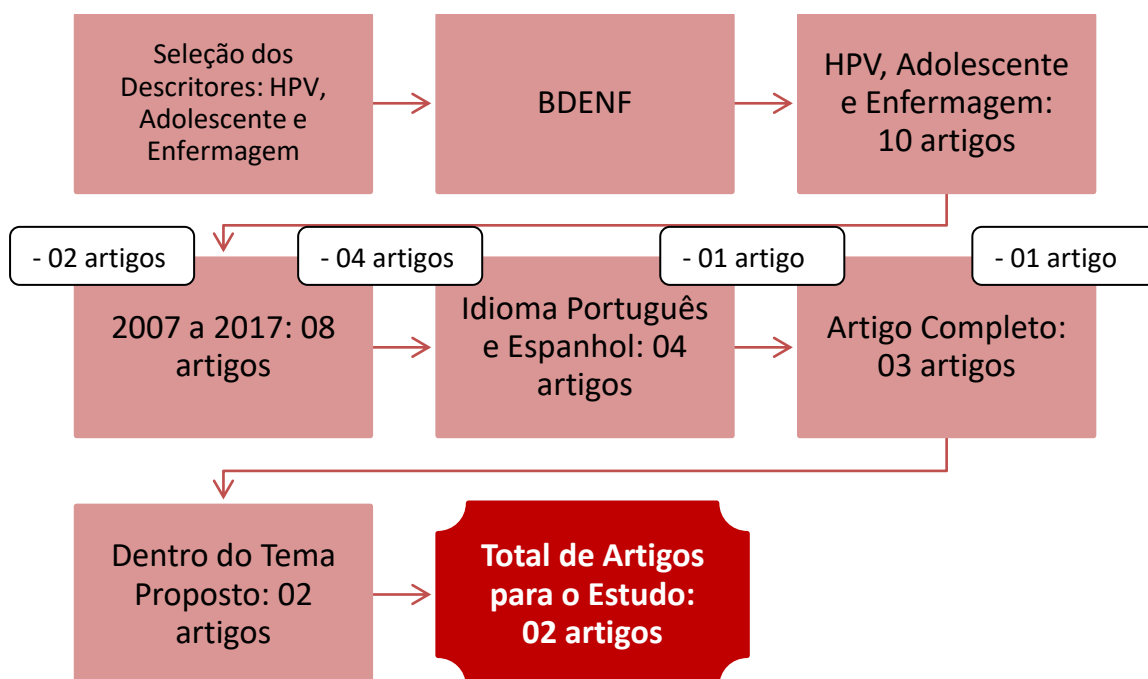 Seleção dos
Descritores: HPV,
Adolescente e
Enfermagem
BDENF
HPV, Adolescente
e Enfermagem:
10 artigos
- 02 artigos
- 04 artigos
- 01 artigo
- 01 artigo
2007 a 2017: 08
artigos
Idioma Português
e Espanhol: 04
artigos
Artigo Completo:
03 artigos
Dentro do Tema
Proposto: 02
artigos
Total de Artigos
para o Estudo:
02 artigos